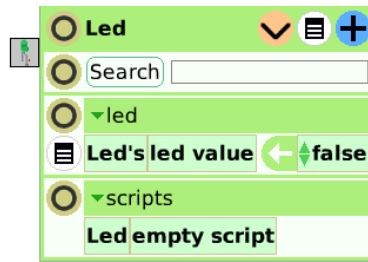 Led
Search
led
Led's led value false
scripts
Led empty script